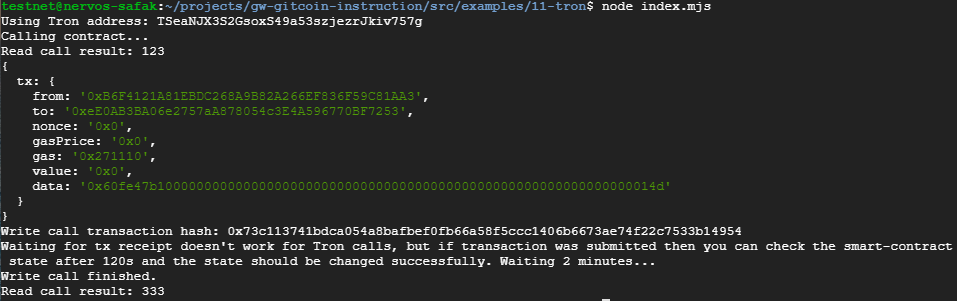 testnet@nervos-safak:~/projects/gw-gitcoin-instruction/src/examples/11-tron$ node index.mjs
Using Tron address: TSeaNJX3S2GsoxS49a53szjezrJkiv757g
Calling contract...
Read call result: 123
{
  tx: {
    from: '0xB6F4121A81EBDC268A9B82A266EF836F59C81AA3',
    to: '0xeE0AB3BA06e2757aA878054c3E4A596770BF7253',
    nonce: '0x0',
    gasPrice: '0x0',
    gas: '0x271110',
    value: '0x0',
    data: '0x60fe47b1000000000000000000000000000000000000000000000000000000000000014d'
  }
}
Write call transaction hash: 0x73c113741bdca054a8bafbef0fb66a58f5ccc1406b6673ae74f22c7533b14954
Waiting for tx receipt doesn't work for Tron calls, but if transaction was submitted then you can check the smart-contract
 state after 120s and the state should be changed successfully. Waiting 2 minutes...
Write call finished.
Read call result: 333